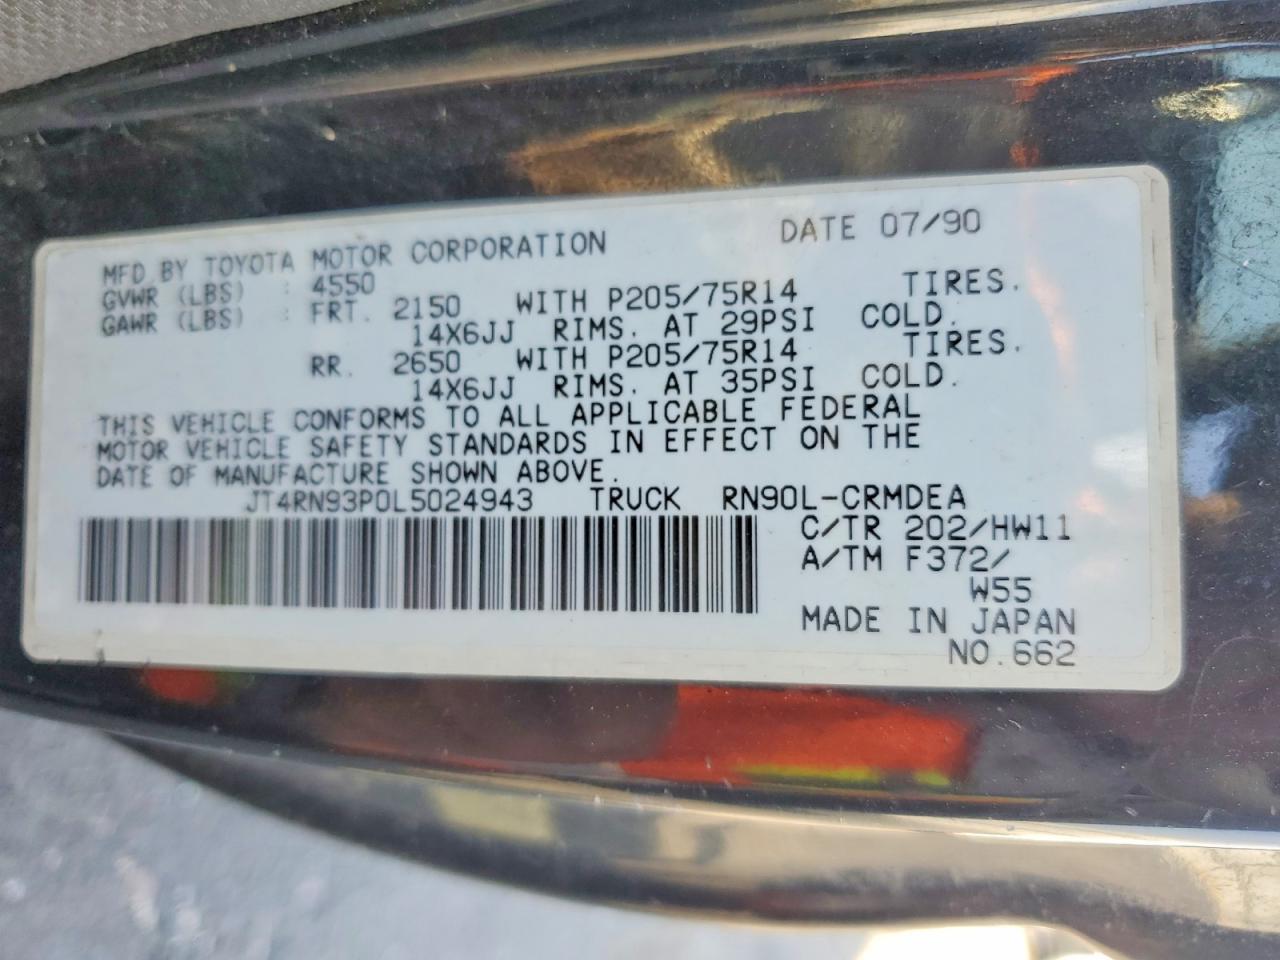 MFD. BY TOYOTA MOTOR CORPORATION DATE 07/90
GVWR (LBS) : 4550
GAWR (LBS) : FRT. 2150 WITH P205/75R14 TIRES.
14X6JJ RIMS. AT 29PSI COLD.
RR. 2650 WITH P205/75R14 TIRES.
14X6JJ RIMS. AT 35PSI COLD.
THIS VEHICLE CONFORMS TO ALL APPLICABLE FEDERAL
MOTOR VEHICLE SAFETY STANDARDS IN EFFECT ON THE
DATE OF MANUFACTURE SHOWN ABOVE.
JT4RN93P0L5024943 TRUCK RN90L-CRMDEA
C/TR 202/HW11
A/TM F372/
W55
MADE IN JAPAN
NO.662